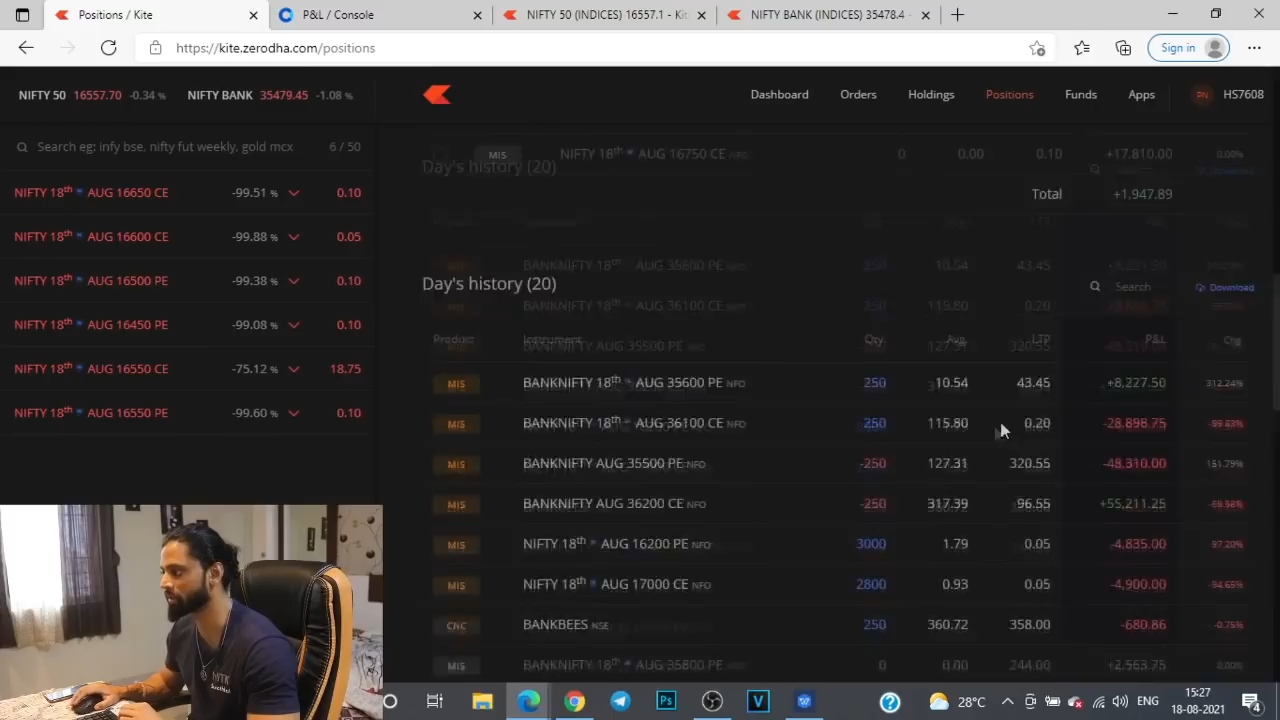 Positions / Kite
P&L / Console
NIFTY 50 (INDICES) 16557.1 - Kit
NIFTY BANK (INDICES) 35478.4 -
https://kite.zerodha.com/positions
Sign in
NIFTY 50 16557.70 -0.34 %
NIFTY BANK 35479.45 -1.08 %
Dashboard Orders Holdings Positions Funds Apps PN HS7608
Search eg: infy bse, nifty fut weekly, gold mcx 6 / 50
NIFTY 18th AUG 16650 CE -99.51 % 0.10
NIFTY 18th AUG 16600 CE -99.88 % 0.05
NIFTY 18th AUG 16500 PE -99.38 % 0.10
NIFTY 18th AUG 16450 PE -99.08 % 0.10
NIFTY 18th AUG 16550 CE -75.12 % 18.75
NIFTY 18th AUG 16550 PE -99.60 % 0.10
MIS NIFTY 18th AUG 16750 CE NFO 0 0.00 0.10 +17,810.00 0.00%
Total +1,947.89
Day's history (20)
Search Download
Product Instrument Qty. Avg. LTP P&L Chg.
MIS BANKNIFTY 18th AUG 35600 PE NFO 250 10.54 43.45 +8,227.50 312.24%
MIS BANKNIFTY 18th AUG 36100 CE NFO 250 115.80 0.20 -28,898.75 -99.83%
MIS BANKNIFTY AUG 35500 PE NFO -250 127.31 320.55 -48,310.00 151.79%
MIS BANKNIFTY AUG 36200 CE NFO -250 317.39 96.55 +55,211.25 -69.58%
MIS NIFTY 18th AUG 16200 PE NFO 3000 1.79 0.05 -4,835.00 -97.20%
MIS NIFTY 18th AUG 17000 CE NFO 2800 0.93 0.05 -4,900.00 -94.65%
CNC BANKBEES NSE 250 360.72 358.00 -680.86 -0.75%
MIS BANKNIFTY 18th AUG 35800 PE NFO 0 0.00 244.00 +2,563.75 0.00%
28°C
ENG
15:27
18-08-2021
4